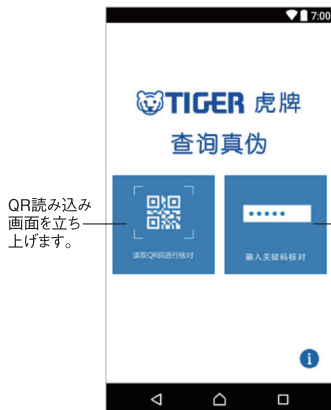 7:00
TIGER 虎牌
查询真伪
QR読み込み
画面を立ち
上げます。
读取QR码进行核对
输入关键码核对